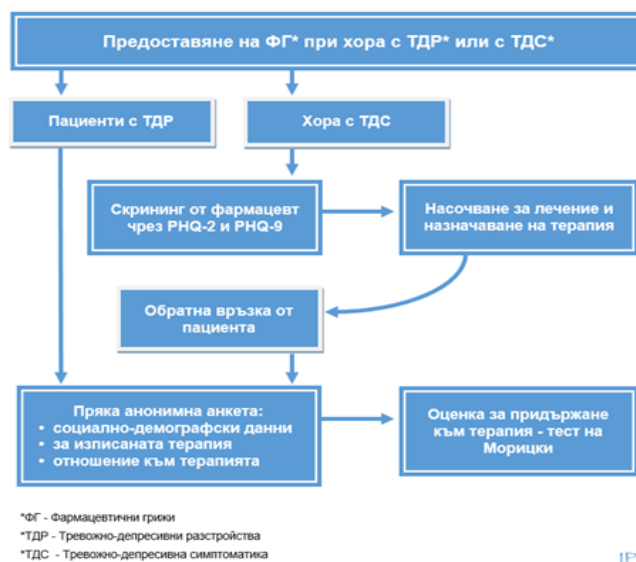 Предоставяне на ФГ* при хора с ТДР* или с ТДС*
Пациенти с ТДР
Хора с ТДС
Скрининг от фармацевт
чрез PHQ-2 и PHQ-9
Насочване за лечение и
назначаване на терапия
Обратна връзка от
пациента
Пряка анонимна анкета:
• социално-демографски данни
• за изписаната терапия
• отношение към терапията
Оценка за придържане
към терапия - тест на
Морицки
*ФГ - Фармацевтични грижи
*ТДР - Тревожно-депресивни разстройства
*ТДС - Тревожно-депресивна симптоматика